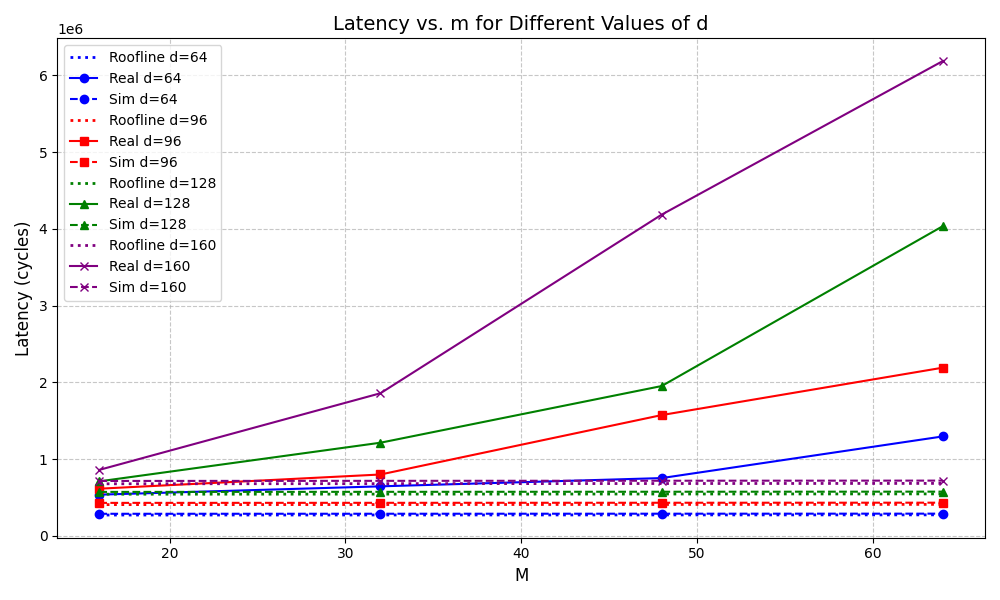 Latency vs. m for Different Values of d
1e6
Roofline d=64
Real d=64
Sim d=64
Roofline d=96
Real d=96
Sim d=96
Roofline d=128
Real d=128
Sim d=128
Roofline d=160
Real d=160
Sim d=160
6
5
4
3
2
1
0
Latency (cycles)
20 30 40 50 60
M